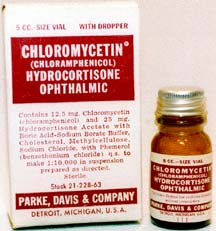 5 CC. SIZE VIAL WITH DROPPER
CHLOROMYCETIN®
(CHLORAMPHENICOL)
HYDROCORTISONE
OPHTHALMIC
Contains 12.5 mg. Chloromycetin
(chloramphenicol) and 25 mg.
Hydrocortisone Acetate with
Boric Acid-Sodium Borate Buffer,
Cholesterol, Methylcellulose,
Sodium Chloride, with Phemerol
(benzethonium chloride) q.s. to
make 1:10,000 in suspension
prepared as directed.
Sterile
Stock 21-228-63
PARKE, DAVIS & COMPANY
DETROIT, MICHIGAN, U.S.A.
5 CC. SIZE VIAL
CHLOROMYCETIN
(CHLORAMPHENICOL)
HYDROCORTISONE
OPHTHALMIC
PARKE, DAVIS & CO.